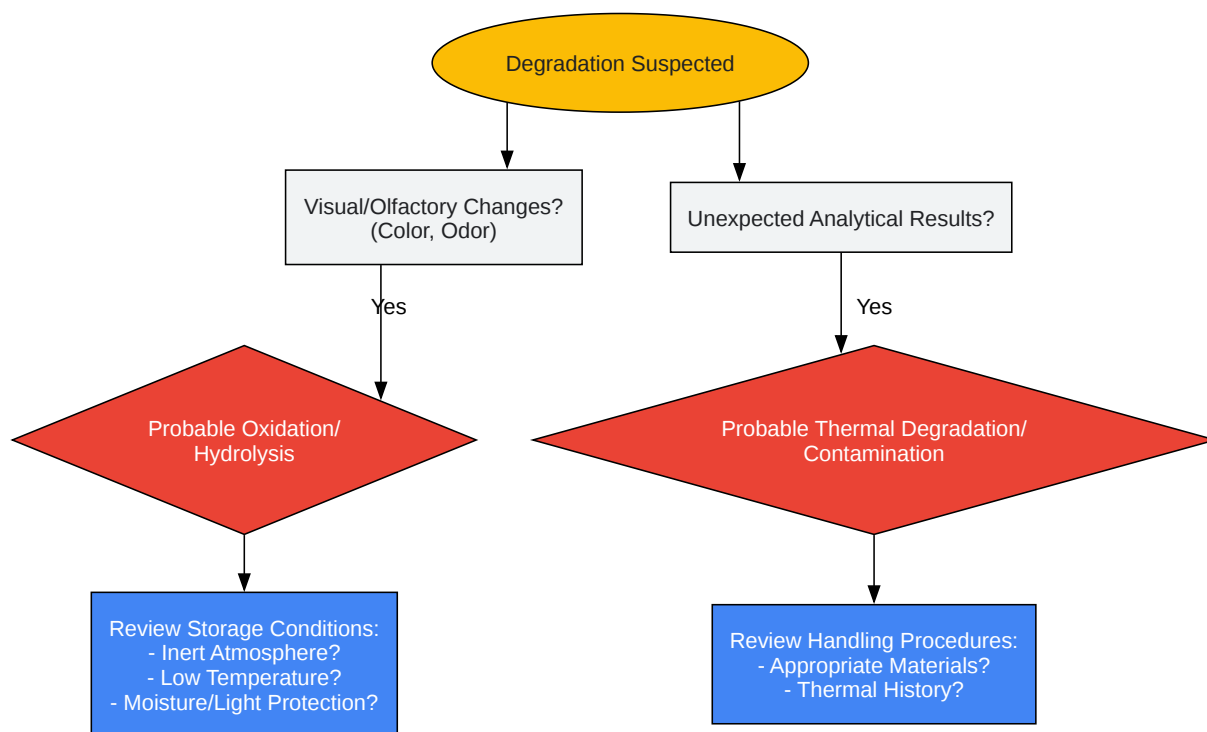 Degradation Suspected
Visual/Olfactory Changes?
(Color, Odor)
Unexpected Analytical Results?
Yes
Yes
Probable Oxidation/
Hydrolysis
Probable Thermal Degradation/
Contamination
Review Storage Conditions:
- Inert Atmosphere?
- Low Temperature?
- Moisture/Light Protection?
Review Handling Procedures:
- Appropriate Materials?
- Thermal History?